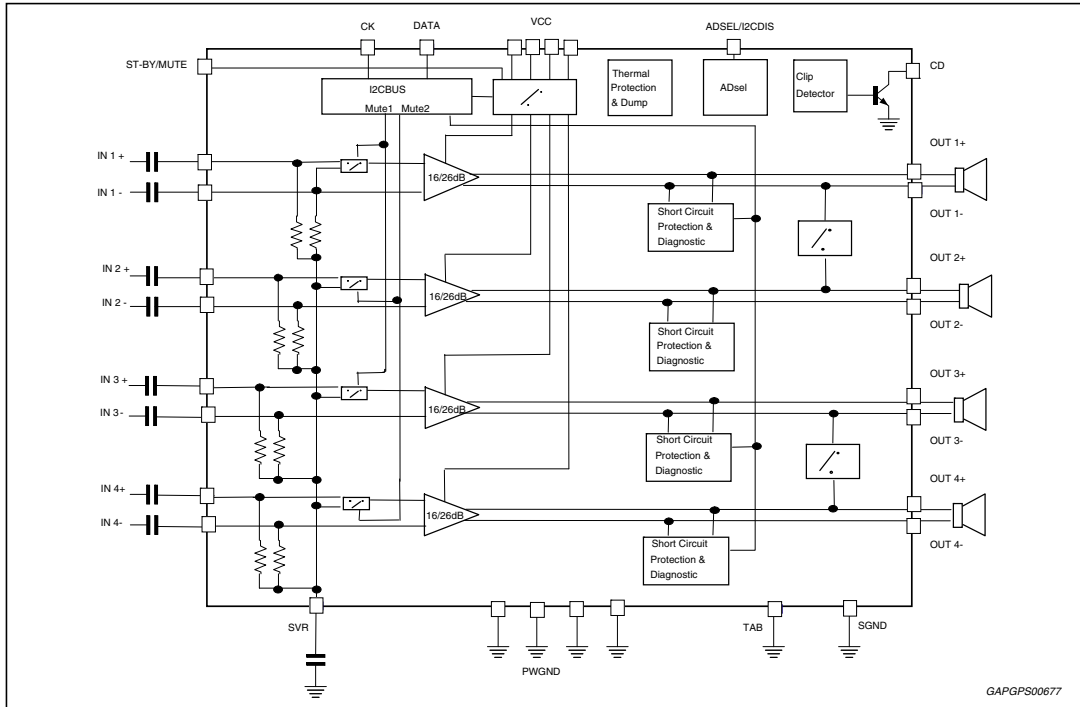 CK
DATA
VCC
ADSEL/I2CDIS
ST-BY/MUTE
CD
I2CBUS
Mute1 Mute2
Thermal
Protection
& Dump
ADsel
Clip
Detector
IN 1 +
IN 1 -
16/26dB
Short Circuit
Protection &
Diagnostic
OUT 1+
OUT 1-
IN 2 +
IN 2 -
16/26dB
Short Circuit
Protection &
Diagnostic
OUT 2+
OUT 2-
IN 3 +
IN 3 -
16/26dB
Short Circuit
Protection &
Diagnostic
OUT 3+
OUT 3-
IN 4+
IN 4-
16/26dB
Short Circuit
Protection &
Diagnostic
OUT 4+
OUT 4-
SVR
PWGND
TAB
SGND
GAPGPS00677